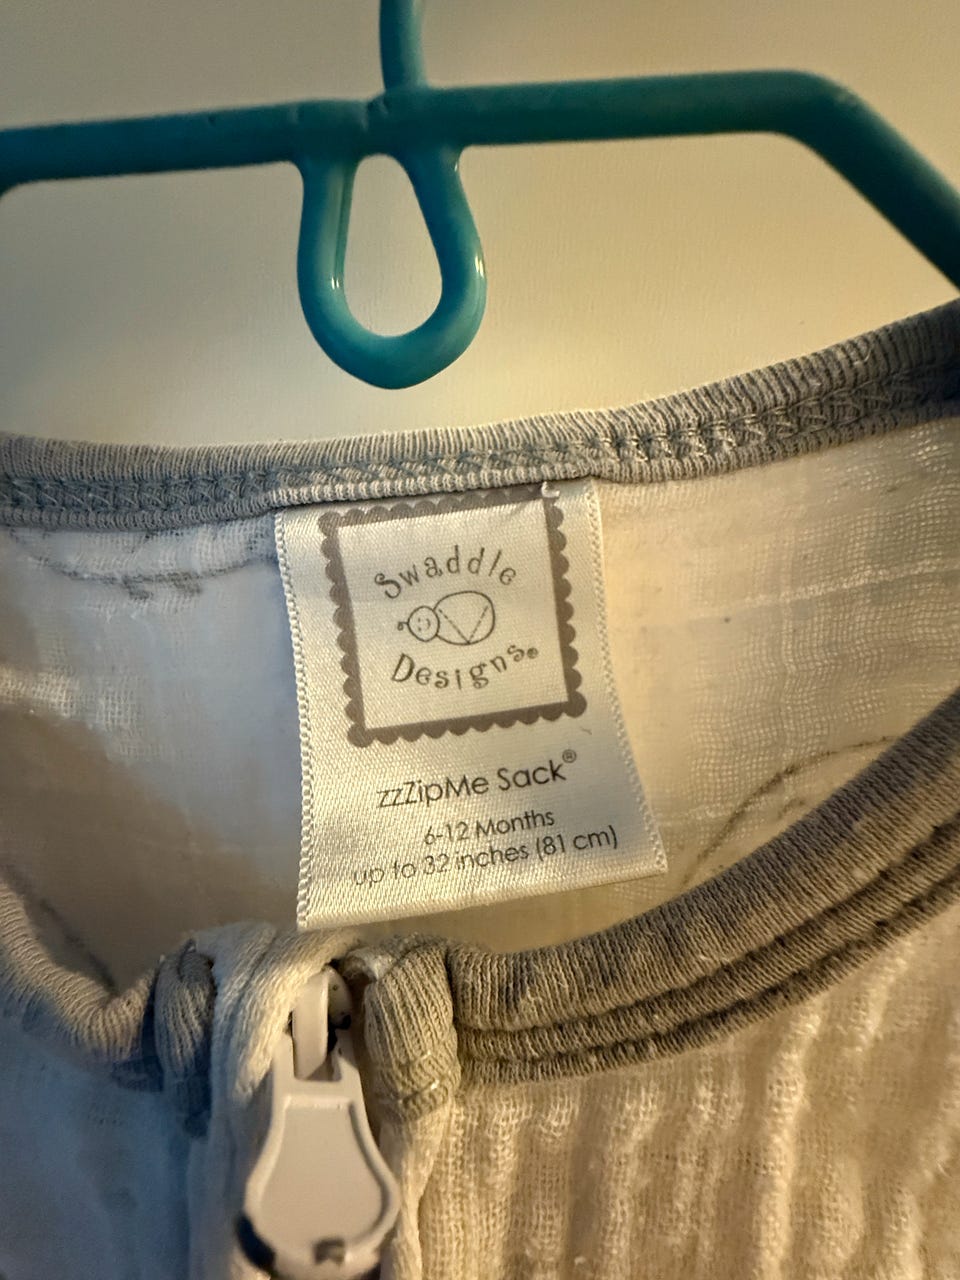 Swaddle
Designs®
zzZipMe Sack®
6-12 Months
up to 32 inches (81 cm)